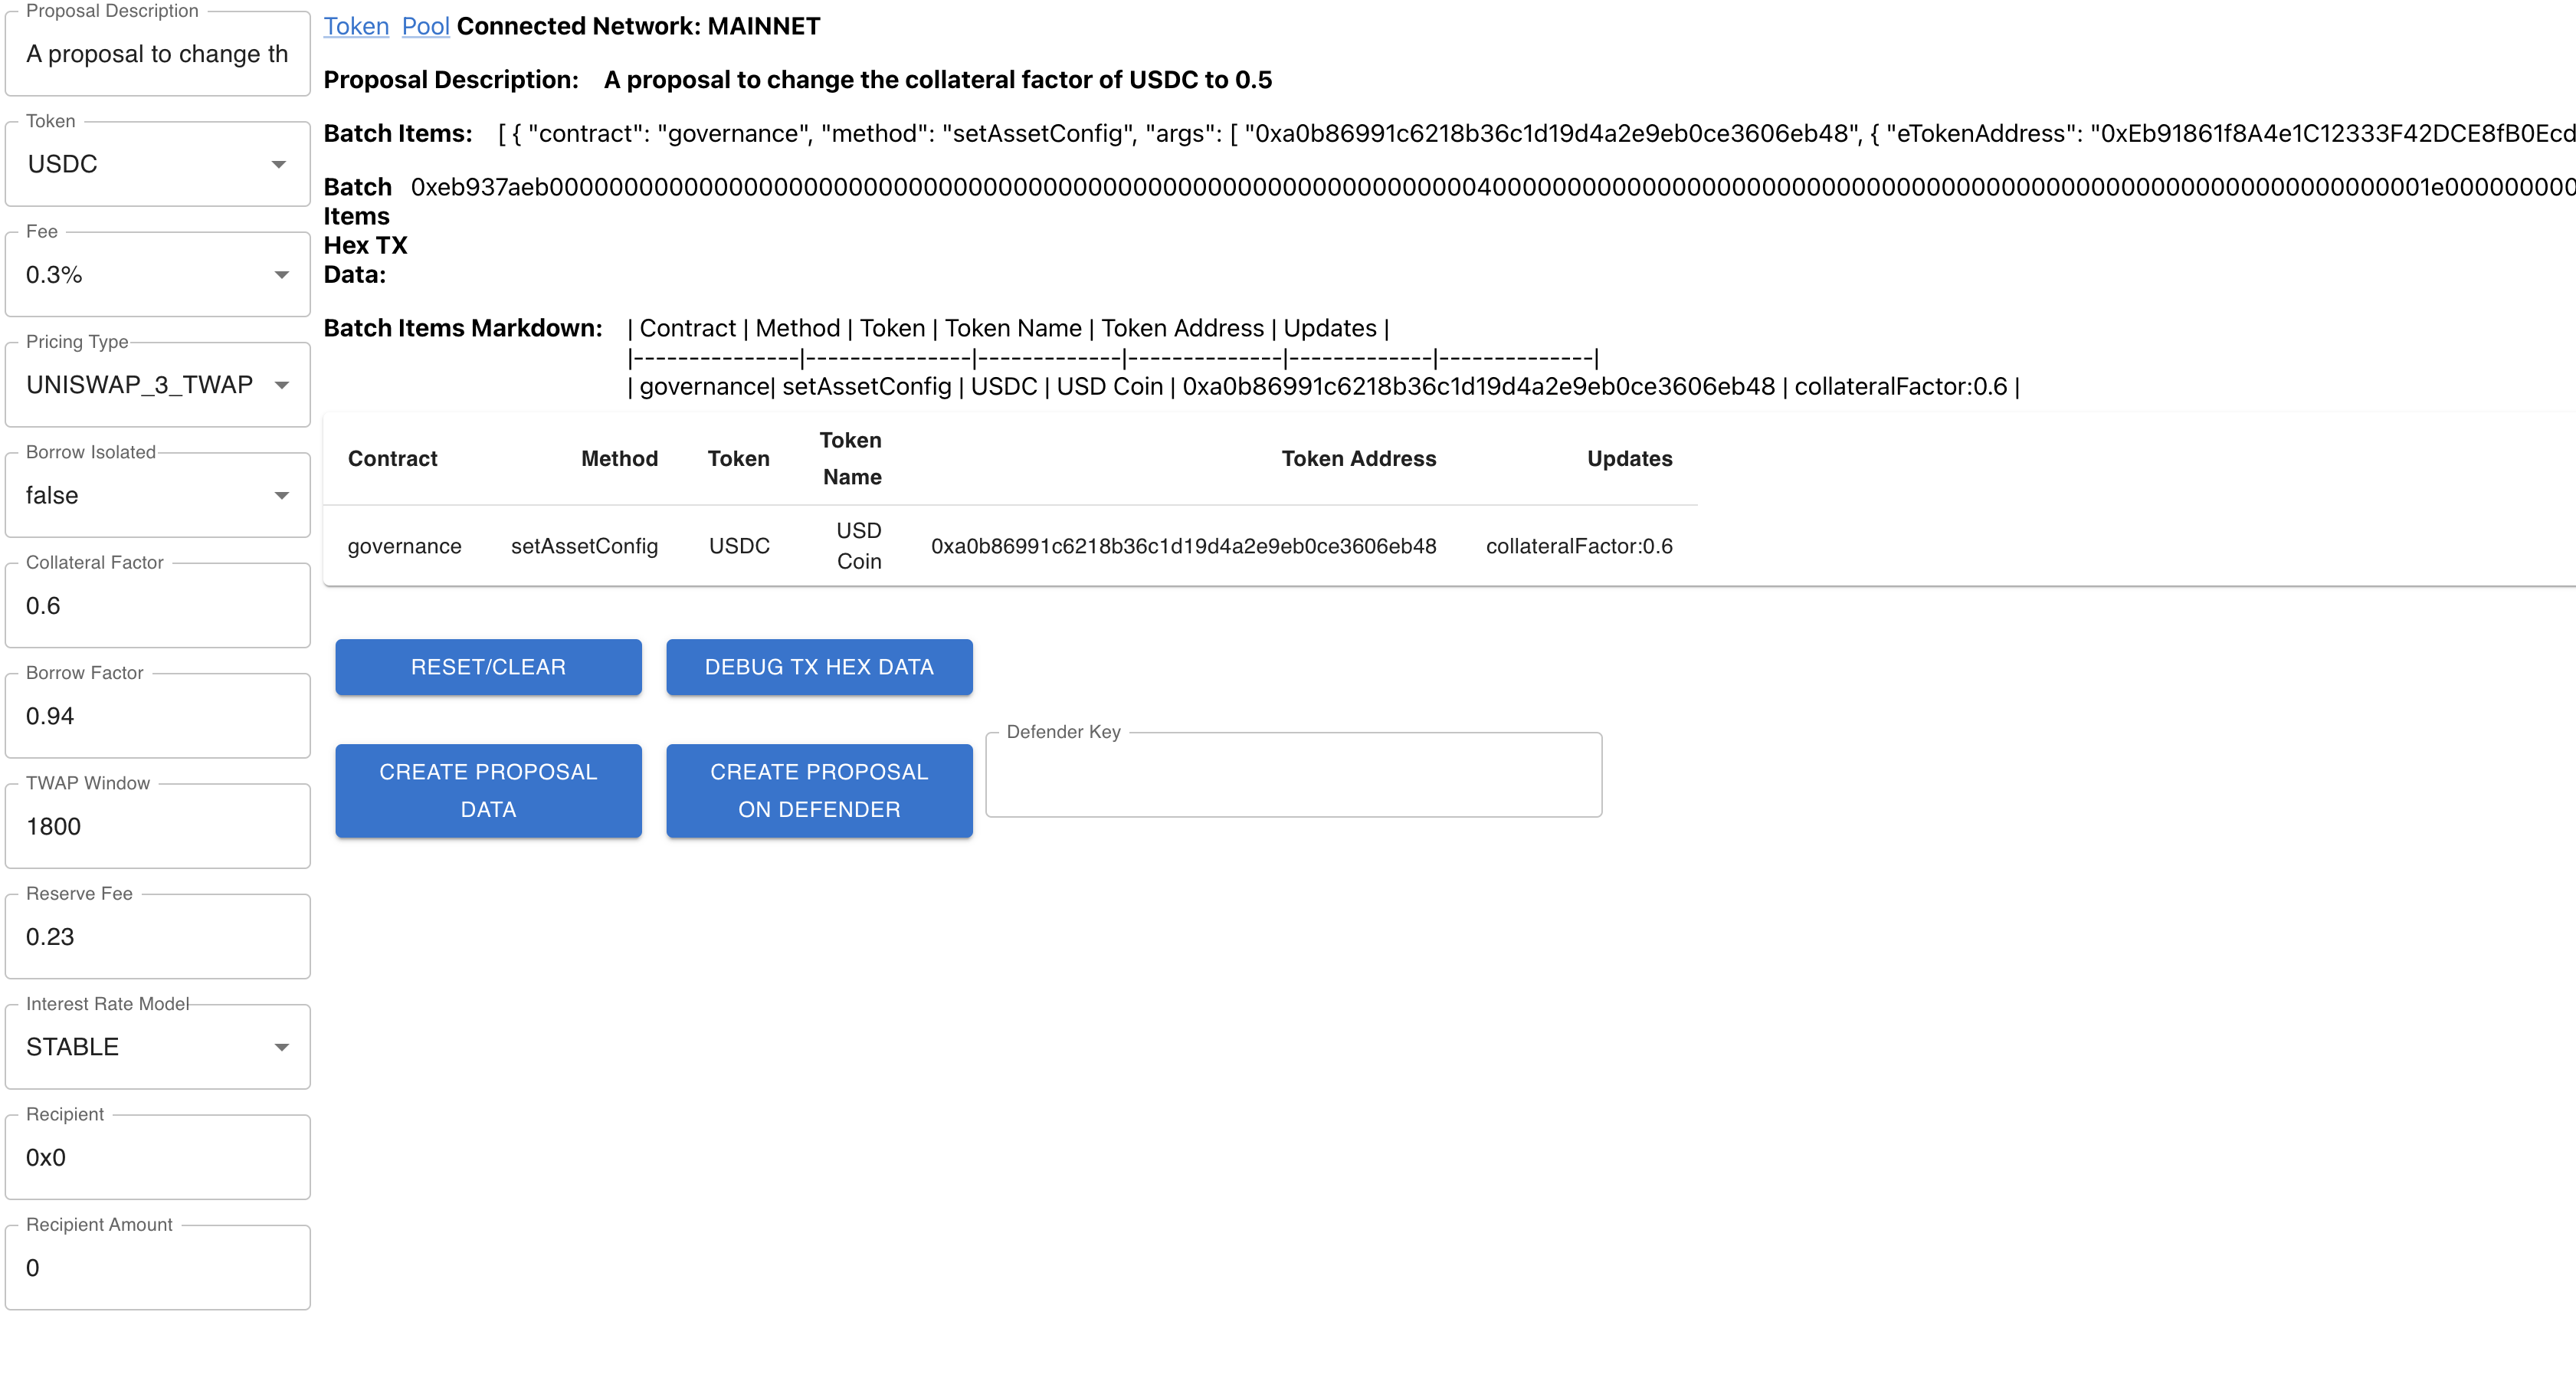 Proposal Description
A proposal to change th
Token
USDC
Fee
0.3%
Pricing Type
UNISWAP_3_TWAP
Borrow Isolated
false
Collateral Factor
0.6
Borrow Factor
0.94
TWAP Window
1800
Reserve Fee
0.23
Interest Rate Model
STABLE
Recipient
0x0
Recipient Amount
0
Token Pool Connected Network: MAINNET
Proposal Description: A proposal to change the collateral factor of USDC to 0.5
Batch Items: [ { "contract": "governance", "method": "setAssetConfig", "args": [ "0xa0b86991c6218b36c1d19d4a2e9eb0ce3606eb48", { "eTokenAddress": "0xEb91861f8A4e1C12333F42DCE8fB0Ecd
Batch
Items
Hex TX
Data:
Batch Items Markdown: | Contract | Method | Token | Token Name | Token Address | Updates |
|---------------|---------------|-------------|--------------|-------------|--------------|
| governance| setAssetConfig | USDC | USD Coin | 0xa0b86991c6218b36c1d19d4a2e9eb0ce3606eb48 | collateralFactor:0.6 |
Contract Method Token Token Name Token Address Updates
governance setAssetConfig USDC USD Coin 0xa0b86991c6218b36c1d19d4a2e9eb0ce3606eb48 collateralFactor:0.6
RESET/CLEAR DEBUG TX HEX DATA
CREATE PROPOSAL
DATA
CREATE PROPOSAL
ON DEFENDER
Defender Key